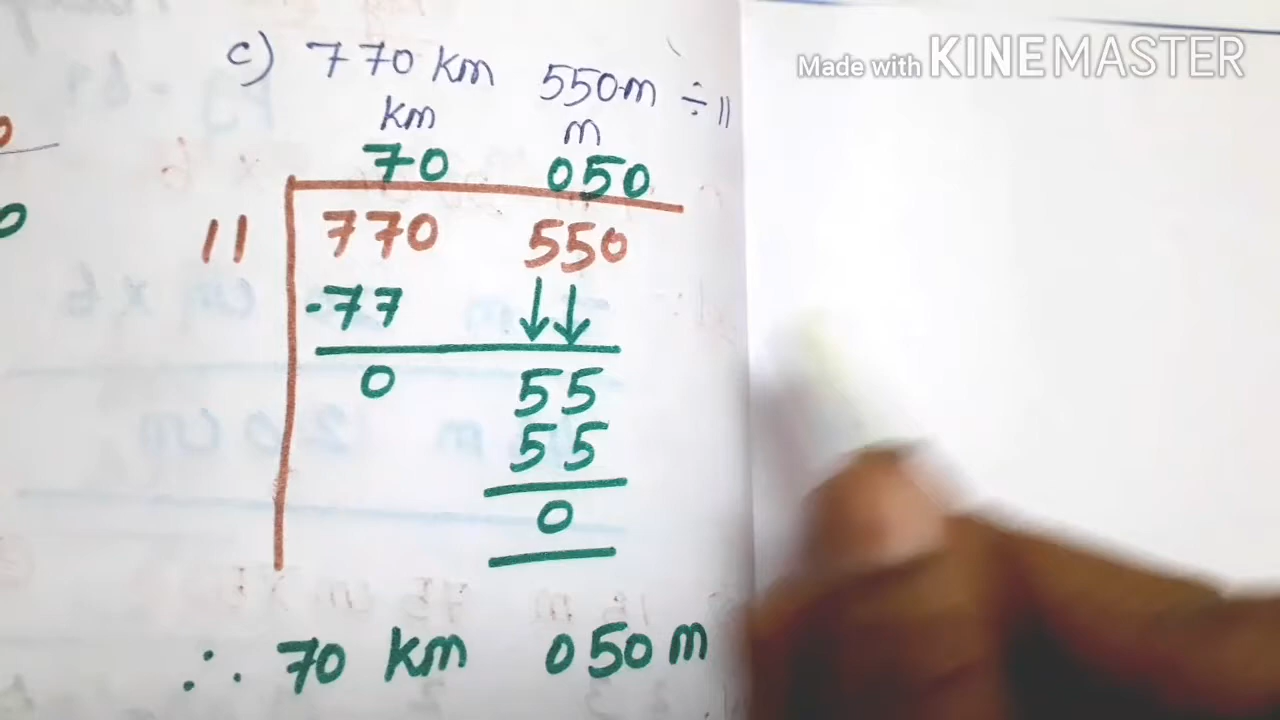 Made with KINEMASTER
c) 770 km 550m ÷ 11
km m
70 050
11 770 550
-77
0 55
55
0
∴ 70 km 050 m